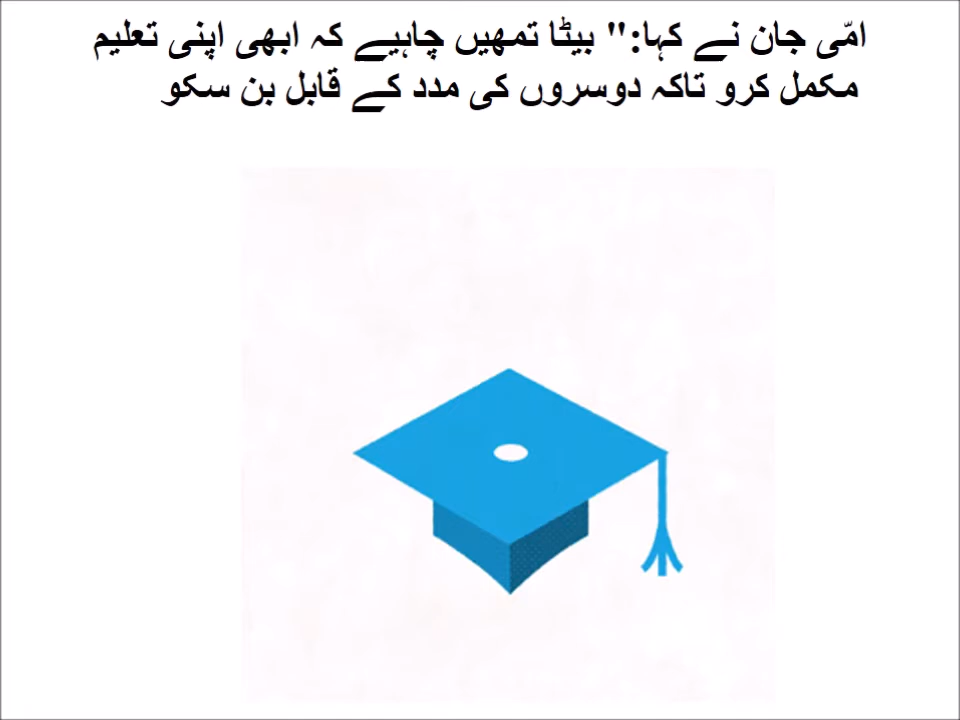 امّی جان نے کہا:" بیٹا تمھیں چاہیے کہ ابھی اپنی تعلیم
مکمل کرو تاکہ دوسروں کی مدد کے قابل بن سکو